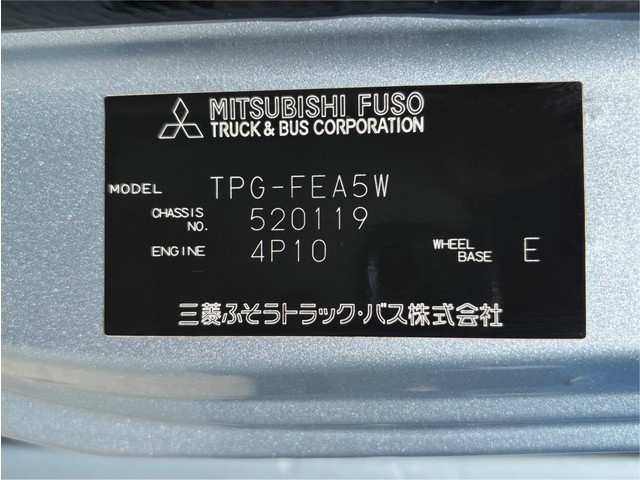 MITSUBISHI FUSO
TRUCK & BUS CORPORATION
MODEL TPG-FEA5W
CHASSIS NO. 520119
ENGINE 4P10 WHEEL BASE E
三菱ふそうトラック・バス株式会社